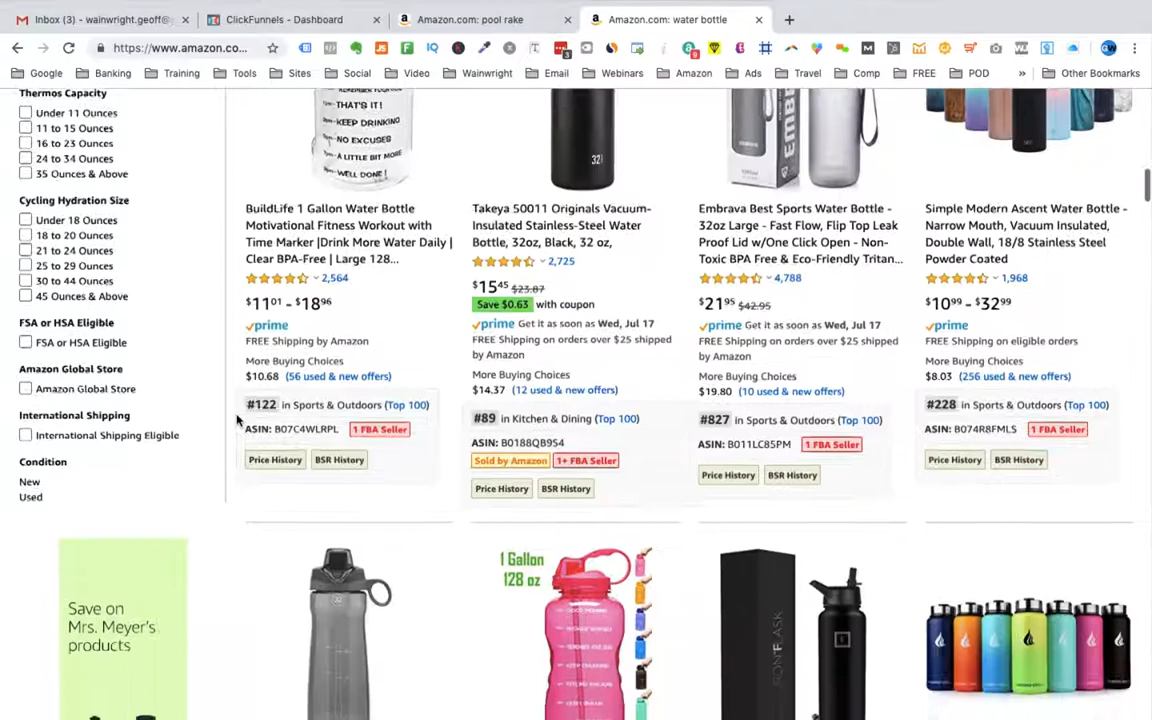 Inbox (3) - wainwright.geoff@
ClickFunnels - Dashboard
Amazon.com: pool rake
Amazon.com: water bottle
https://www.amazon.co...
Google
Banking
Training
Tools
Sites
Social
Video
Wainwright
Email
Webinars
Amazon
Ads
Travel
Comp
FREE
POD
»
Other Bookmarks
Thermos Capacity
Under 11 Ounces
11 to 15 Ounces
16 to 23 Ounces
24 to 34 Ounces
35 Ounces & Above
Cycling Hydration Size
Under 18 Ounces
18 to 20 Ounces
21 to 24 Ounces
25 to 29 Ounces
30 to 44 Ounces
45 Ounces & Above
FSA or HSA Eligible
FSA or HSA Eligible
Amazon Global Store
Amazon Global Store
International Shipping
International Shipping Eligible
Condition
New
Used
Save on
Mrs. Meyer's
products
REMEMBER YOUR
THAT'S IT!
KEEP DRINKING
NO EXCUSES
A LITTLE BIT MORE
WELL DONE!
BuildLife 1 Gallon Water Bottle
Motivational Fitness Workout with
Time Marker |Drink More Water Daily |
Clear BPA-Free | Large 128...
2,564
$11.01 - $18.96
prime
FREE Shipping by Amazon
More Buying Choices
$10.68 (56 used & new offers)
#122 in Sports & Outdoors (Top 100)
ASIN: B07C4WLRPL 1 FBA Seller
Price History BSR History
32
Takeya 50011 Originals Vacuum-
Insulated Stainless-Steel Water
Bottle, 32oz, Black, 32 oz,
2,725
$15.45 $23.87
Save $0.63 with coupon
prime Get it as soon as Wed, Jul 17
FREE Shipping on orders over $25 shipped
by Amazon
More Buying Choices
$14.37 (12 used & new offers)
#89 in Kitchen & Dining (Top 100)
ASIN: B0188QB9S4
Sold by Amazon 1+ FBA Seller
Price History BSR History
EMBR
Embrava Best Sports Water Bottle -
32oz Large - Fast Flow, Flip Top Leak
Proof Lid w/One Click Open - Non-
Toxic BPA Free & Eco-Friendly Tritan...
4,788
$21.95 $42.95
prime Get it as soon as Wed, Jul 17
FREE Shipping on orders over $25 shipped
by Amazon
More Buying Choices
$19.80 (10 used & new offers)
#827 in Sports & Outdoors (Top 100)
ASIN: B011LC85PM 1 FBA Seller
Price History BSR History
Simple Modern Ascent Water Bottle -
Narrow Mouth, Vacuum Insulated,
Double Wall, 18/8 Stainless Steel
Powder Coated
1,968
$10.99 - $32.99
prime
FREE Shipping on eligible orders
More Buying Choices
$8.03 (256 used & new offers)
#228 in Sports & Outdoors (Top 100)
ASIN: B074R8FMLS 1 FBA Seller
Price History BSR History
1 Gallon
128 oz